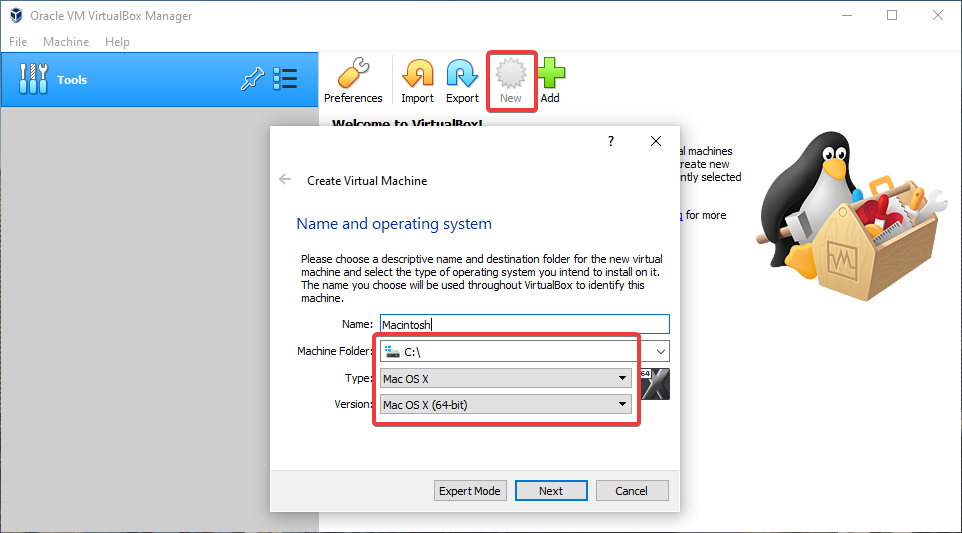 Oracle VM VirtualBox Manager
File Machine Help
Tools
Preferences Import Export New Add
Welcome to VirtualBox!
machines
create new
currently selected
for more
?
Create Virtual Machine
Name and operating system
Please choose a descriptive name and destination folder for the new virtual
machine and select the type of operating system you intend to install on it.
The name you choose will be used throughout VirtualBox to identify this
machine.
Name: Macintosh
Machine Folder: C:\
Type: Mac OS X
64
Version: Mac OS X (64-bit)
Expert Mode Next Cancel